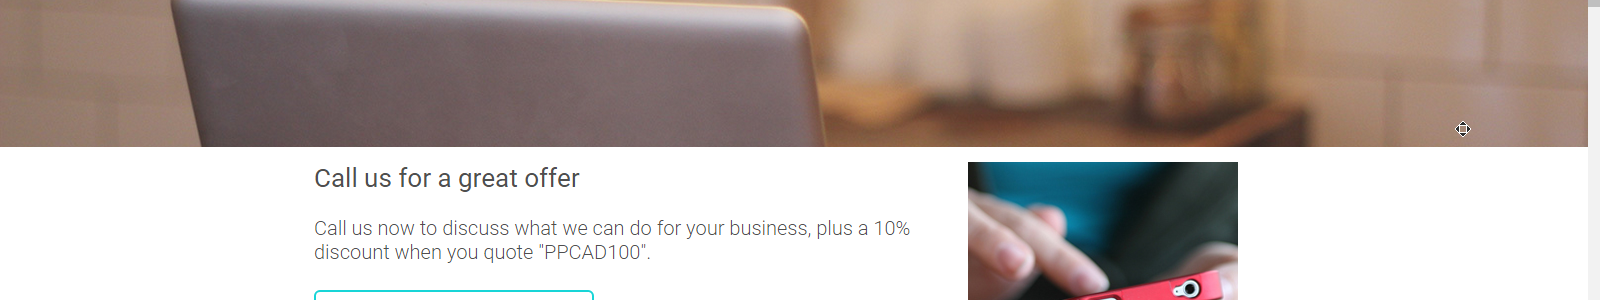 Call us for a great offer
Call us now to discuss what we can do for your business, plus a 10%
discount when you quote "PPCAD100".